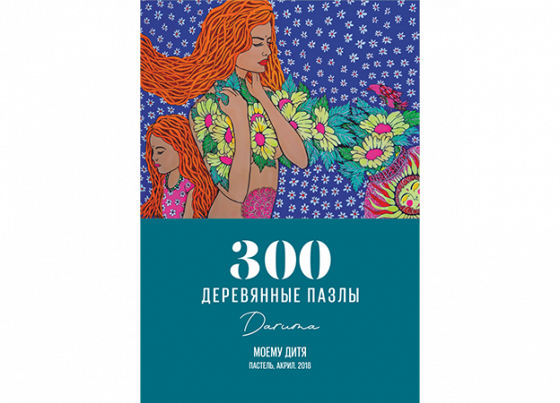 300
ДЕРЕВЯННЫЕ ПАЗЛЫ
Daruma
МОЕМУ ДИТЯ
ПАСТЕЛЬ, АКРИЛ. 2018